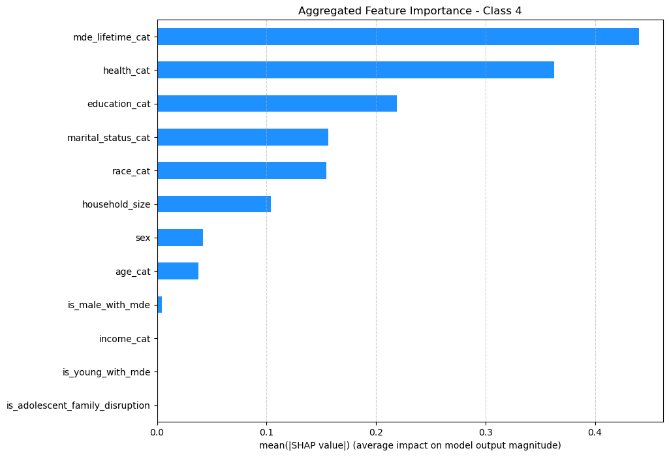 Aggregated Feature Importance - Class 4
mde_lifetime_cat
health_cat
education_cat
marital_status_cat
race_cat
household_size
sex
age_cat
is_male_with_mde
income_cat
is_young_with_mde
is_adolescent_family_disruption
0.0 0.1 0.2 0.3 0.4
mean(|SHAP value|) (average impact on model output magnitude)